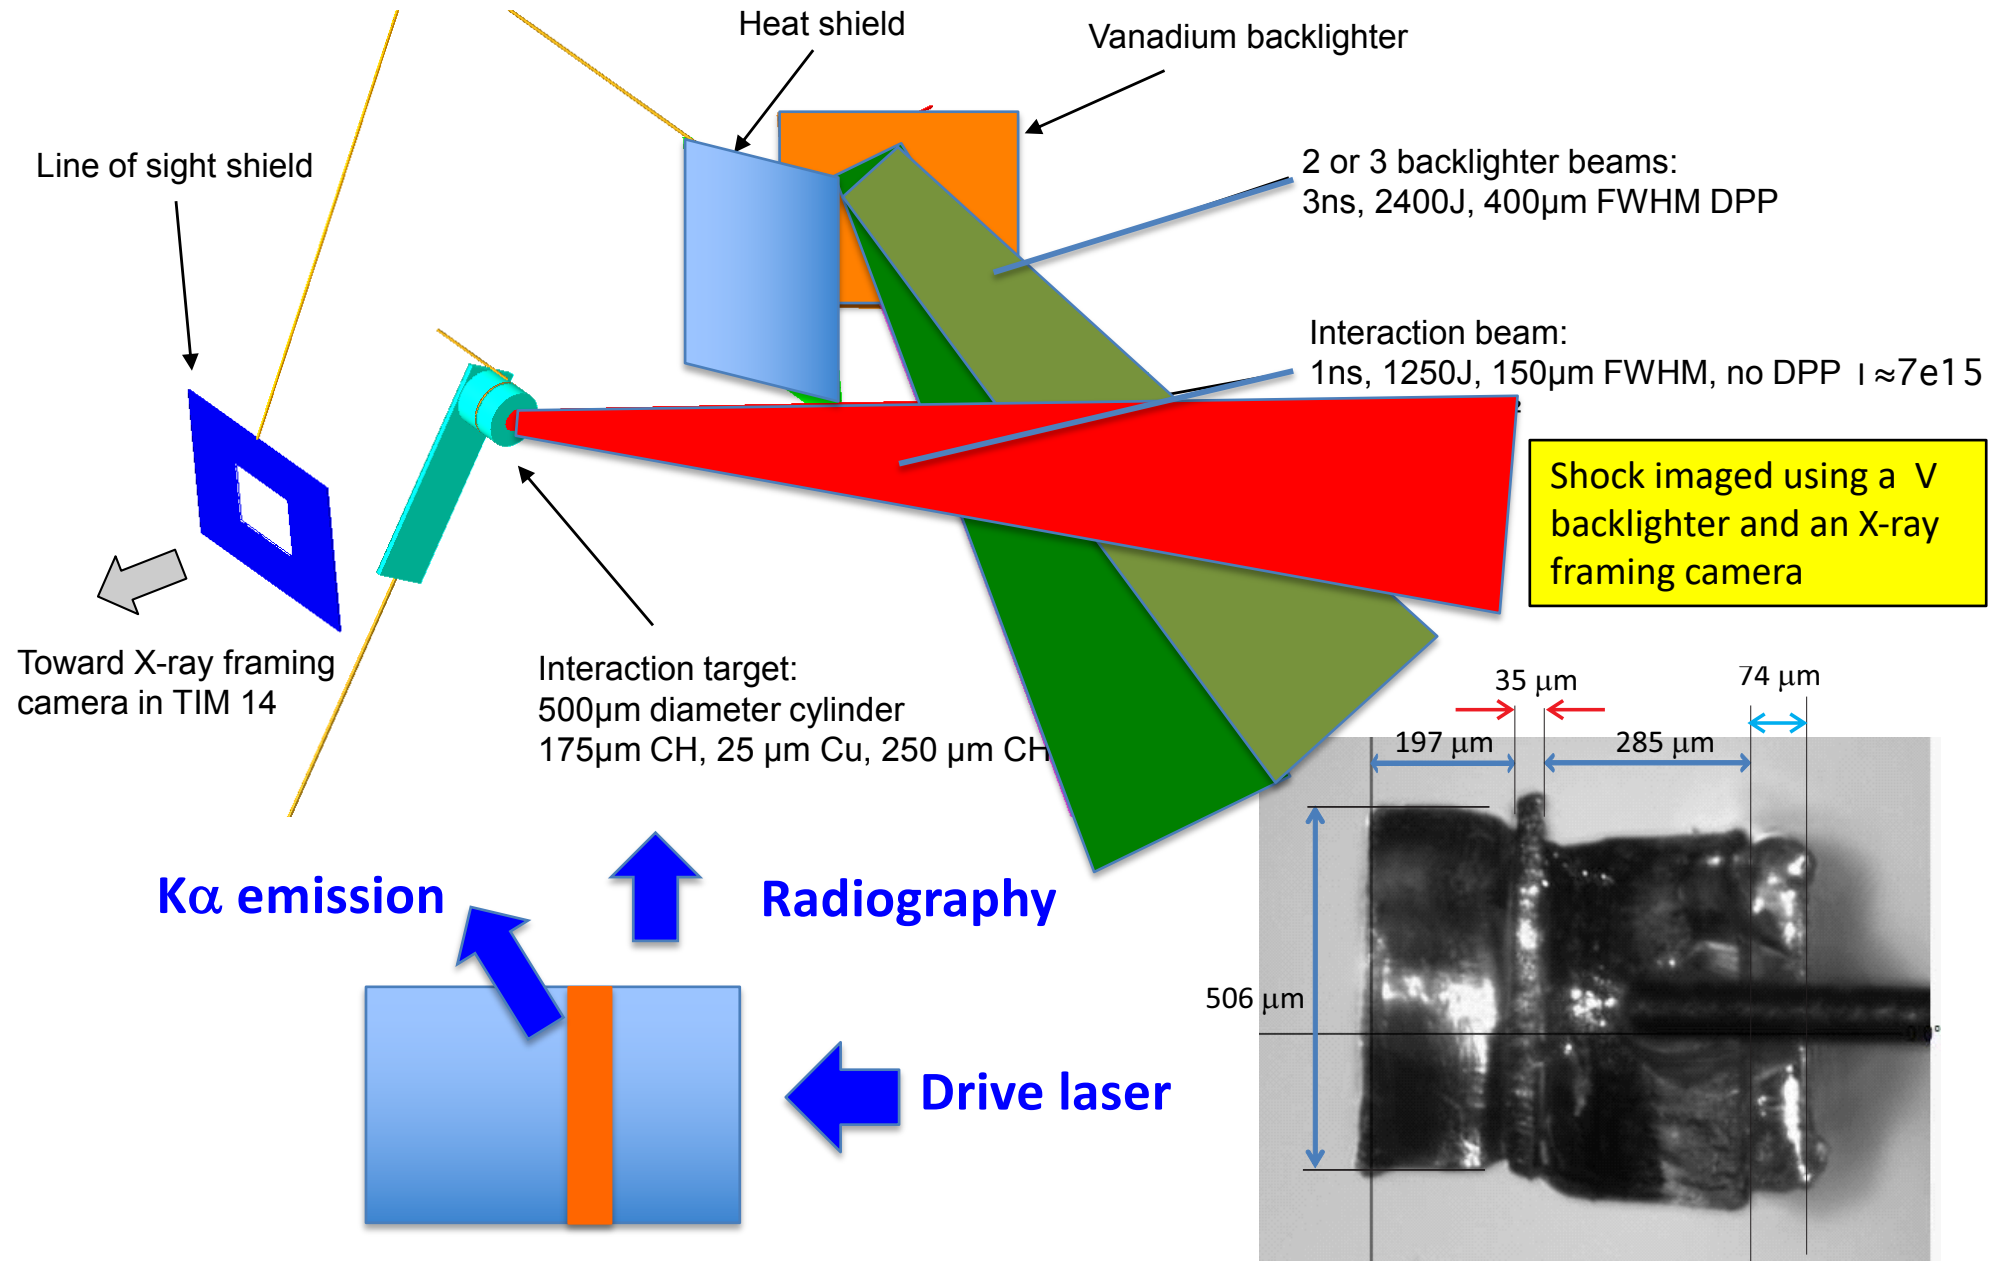 Heat shield
Vanadium backlighter
Line of sight shield
2 or 3 backlighter beams:
3ns, 2400J, 400µm FWHM DPP
Interaction beam:
1ns, 1250J, 150µm FWHM, no DPP I ≈7e15
2
Shock imaged using a V
backlighter and an X-ray
framing camera
Toward X-ray framing
camera in TIM 14
Interaction target:
500µm diameter cylinder
175µm CH, 25 µm Cu, 250 µm CH
35 µm
74 µm
197 µm
285 µm
506 µm
0.0°
Kα emission
Radiography
Drive laser